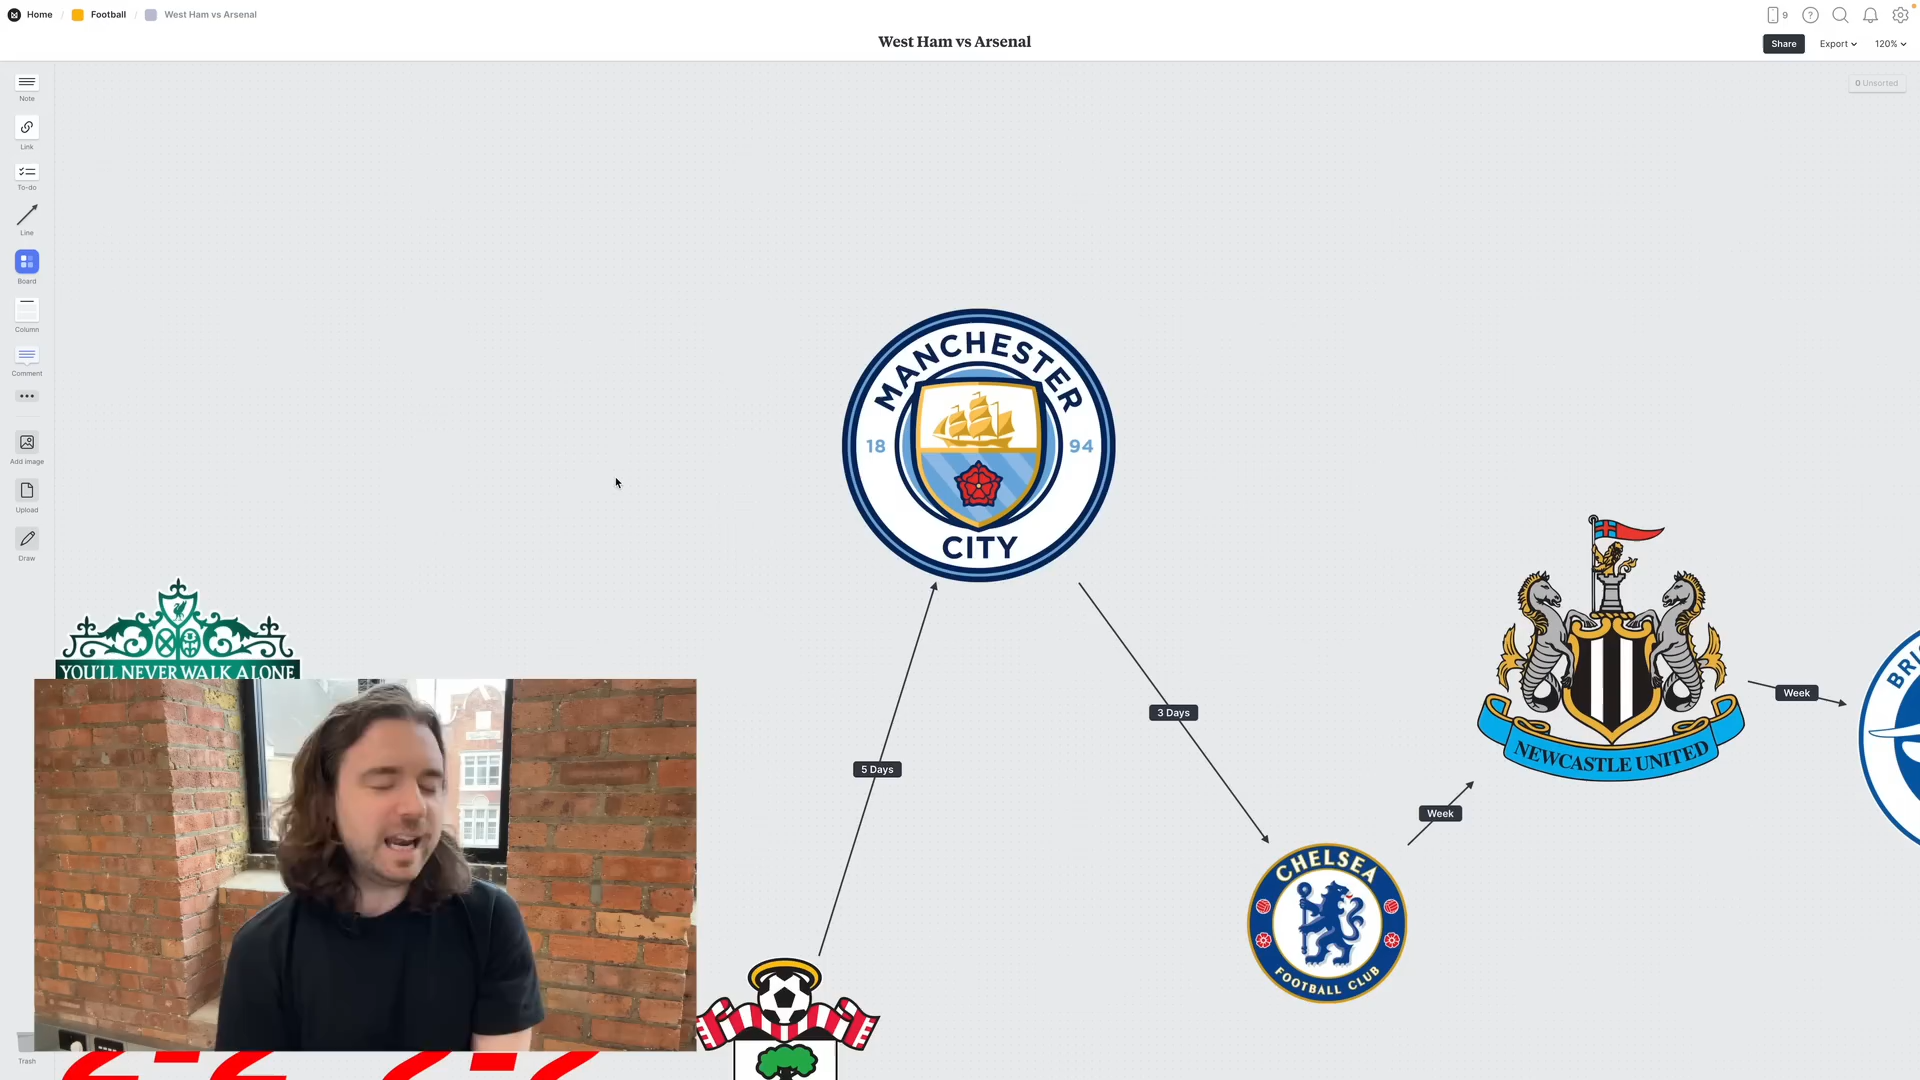 Home / Football / West Ham vs Arsenal
9
West Ham vs Arsenal
Share
Export
120%
0 Unsorted
Note
Link
To-do
Line
Board
Column
Comment
Add image
Upload
Draw
Trash
MANCHESTER
18 94
CITY
YOU'LL NEVER WALK ALONE
5 Days
3 Days
Week
NEWCASTLE UNITED
Week
CHELSEA
FOOTBALL CLUB